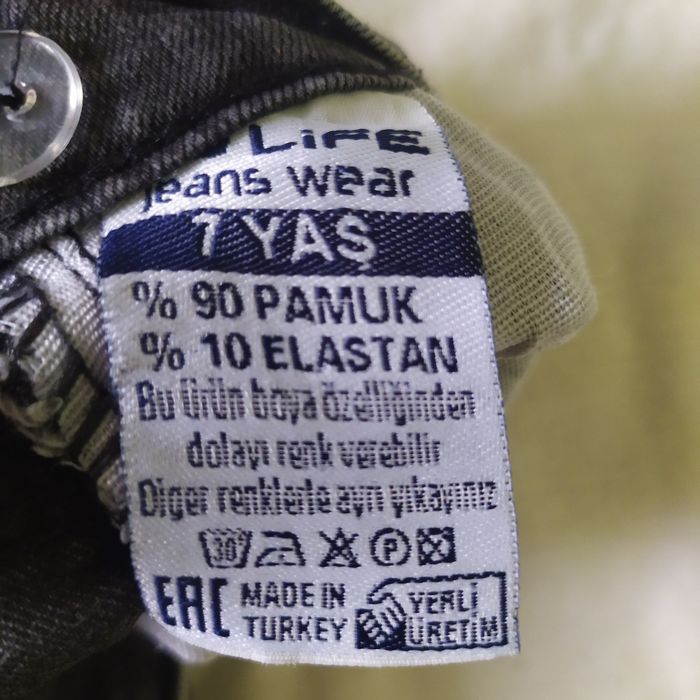 LiFE
jeans wear
7 YAŞ
% 90 PAMUK
% 10 ELASTAN
Bu ürün boya özelliğinden
dolayı renk verebilir
Diger renklerle ayrı yıkayınız
30°
P
EAC
MADE IN
TURKEY
YERLİ
ÜRETİM